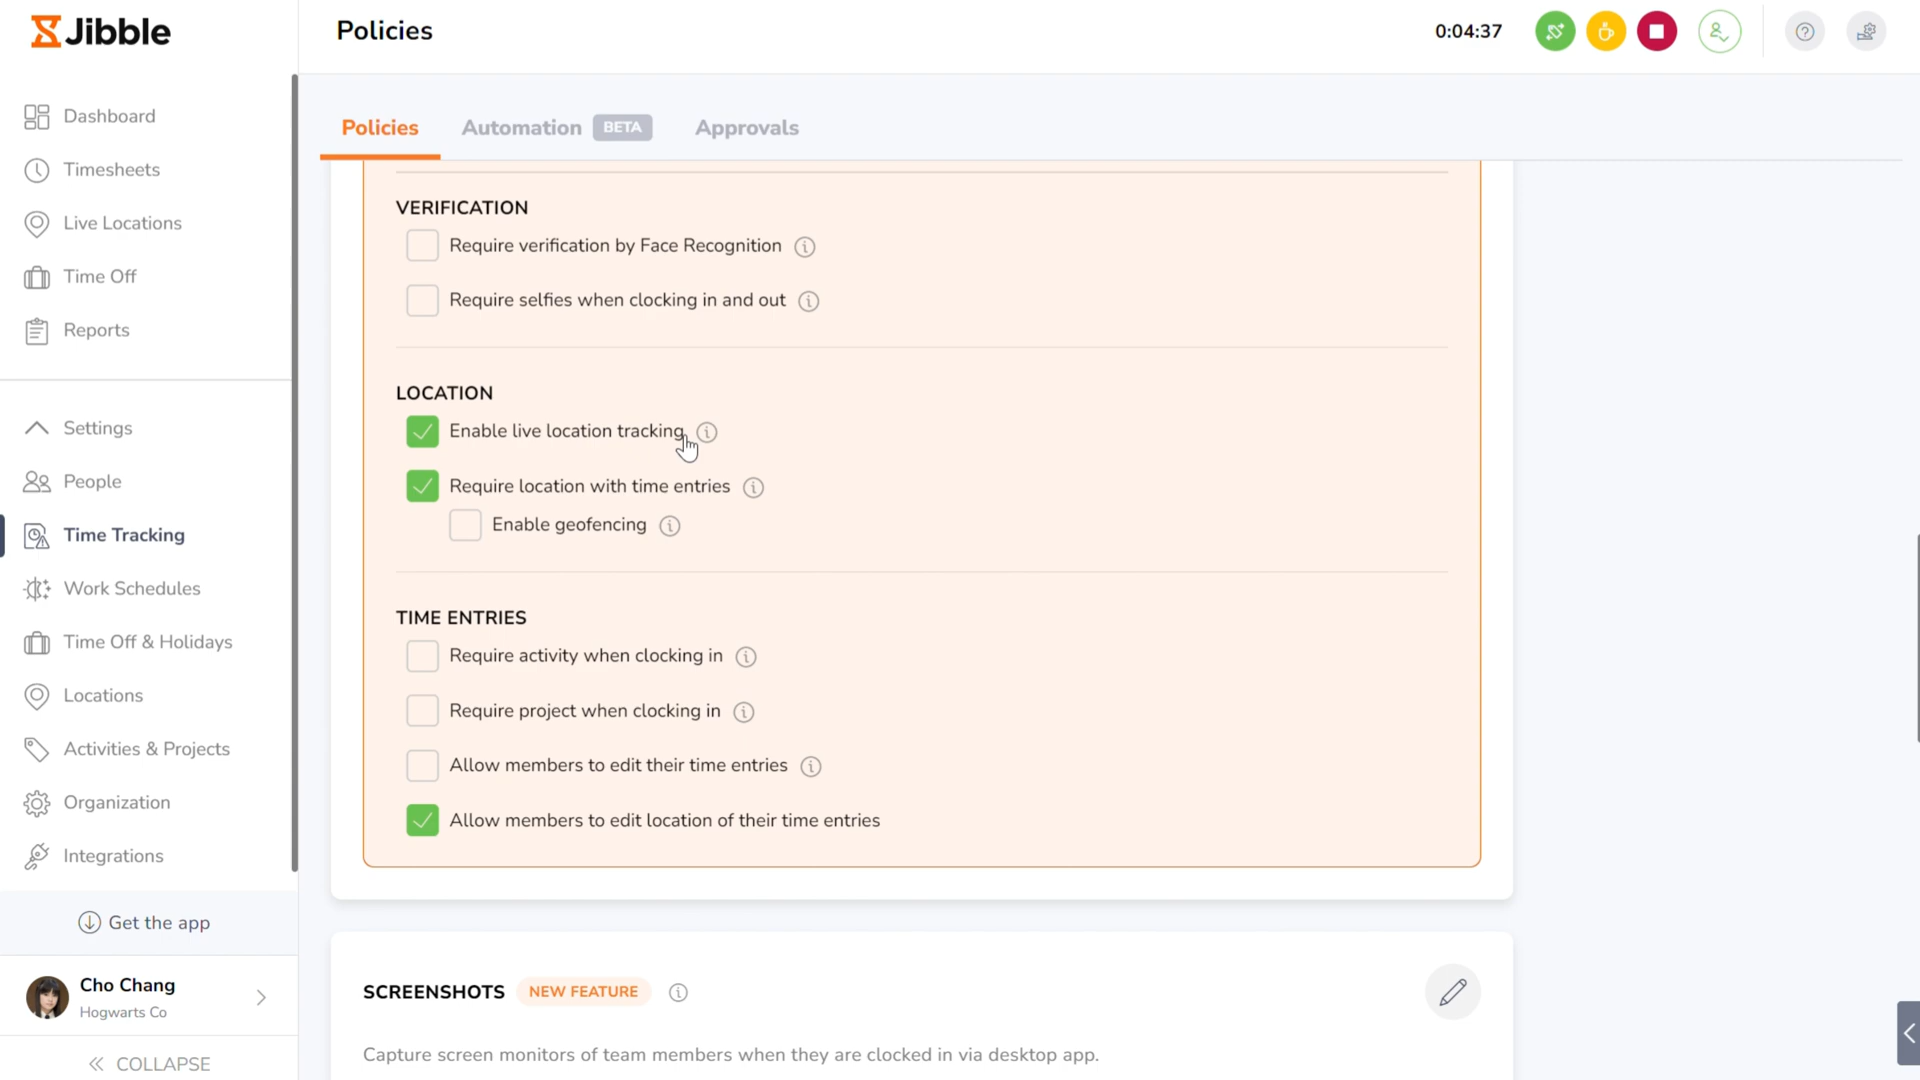 Jibble
Policies
0:04:37
Dashboard
Timesheets
Live Locations
Time Off
Reports
Settings
People
Time Tracking
Work Schedules
Time Off & Holidays
Locations
Activities & Projects
Organization
Integrations
Get the app
Cho Chang
Hogwarts Co
COLLAPSE
Policies
Automation BETA
Approvals
VERIFICATION
Require verification by Face Recognition
Require selfies when clocking in and out
LOCATION
Enable live location tracking
Require location with time entries
Enable geofencing
TIME ENTRIES
Require activity when clocking in
Require project when clocking in
Allow members to edit their time entries
Allow members to edit location of their time entries
SCREENSHOTS NEW FEATURE
Capture screen monitors of team members when they are clocked in via desktop app.